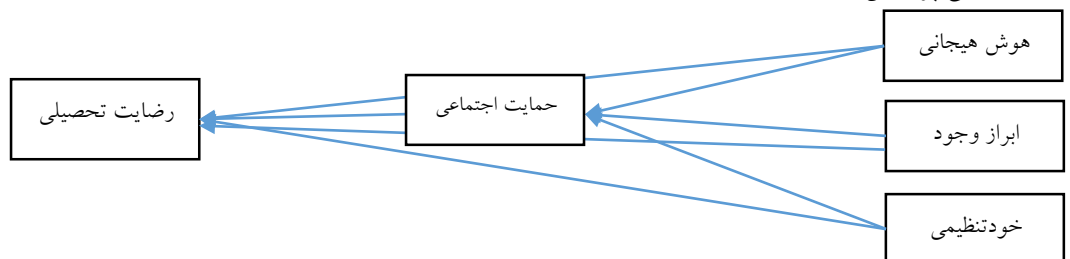 هوش هیجانی
حمایت اجتماعی
رضایت تحصیلی
ابراز وجود
خودتنظیمی